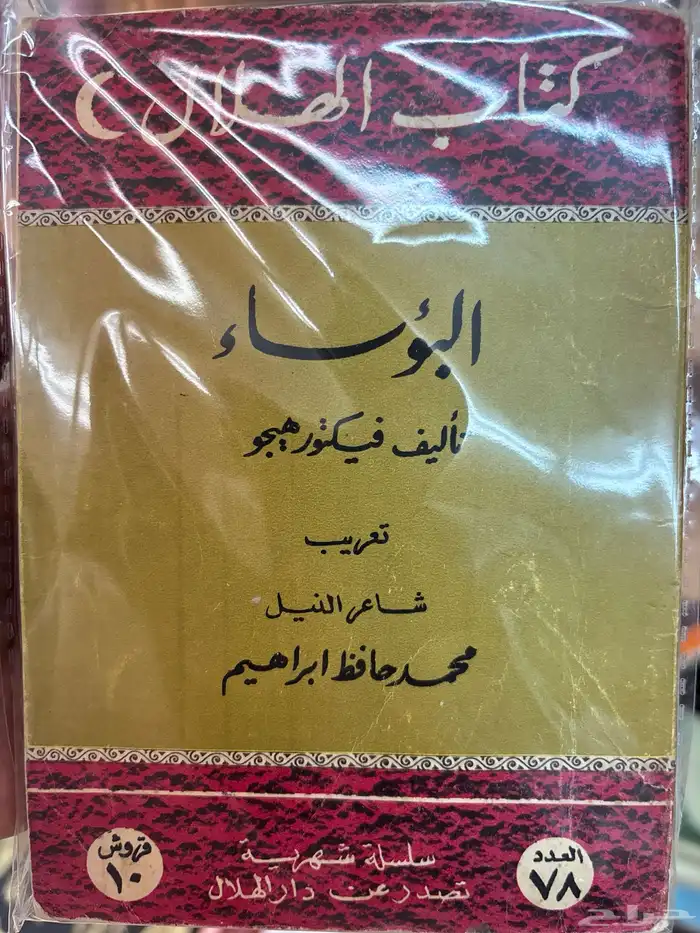 كتاب الهلال
البؤساء
تأليف فيكتور هيجو
تعريب
شاعر النيل
محمد حافظ ابراهيم
العدد
٧٨
سلسلة شهرية
تصدر عن دار الهلال
١٠
قروش
حراج